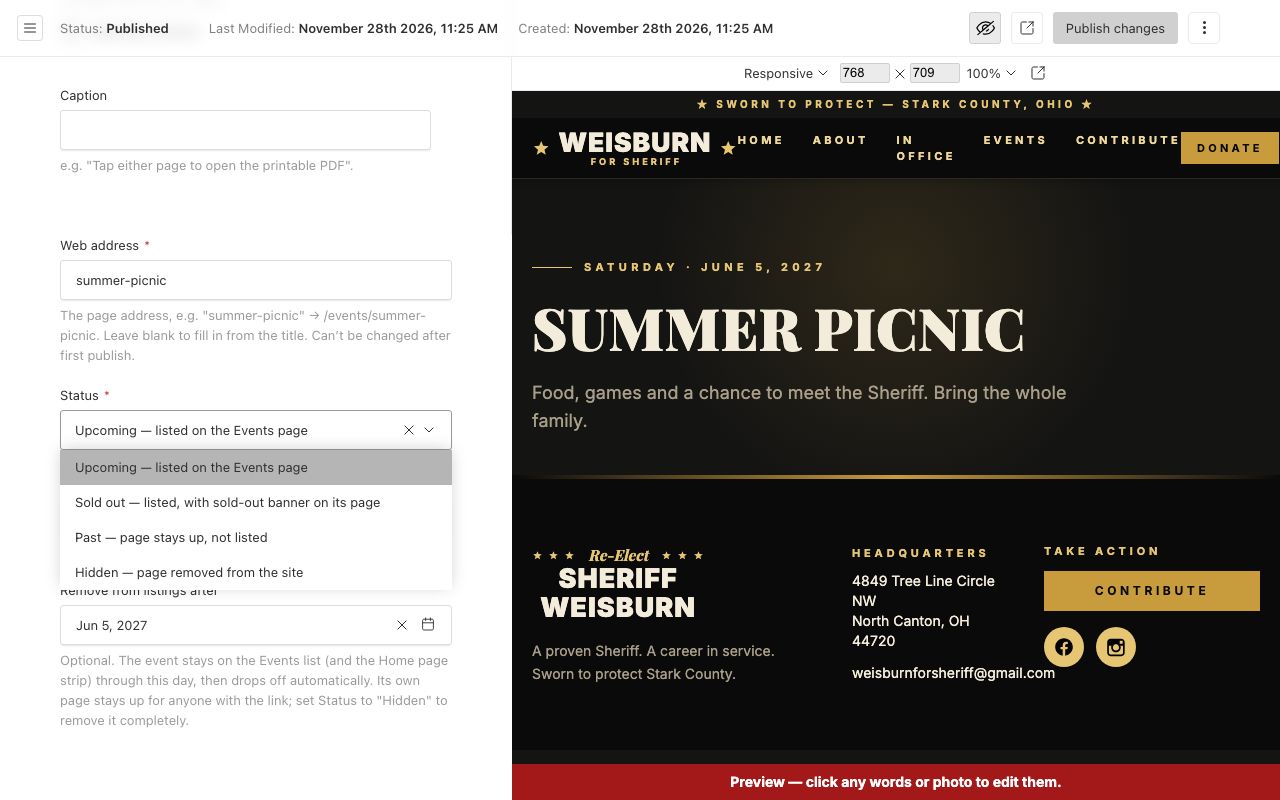 Status: Published Last Modified: November 28th 2026, 11:25 AM Created: November 28th 2026, 11:25 AM Publish changes
Responsive 768 × 709 100%
Caption
e.g. "Tap either page to open the printable PDF".
Web address *
summer-picnic
The page address, e.g. "summer-picnic" → /events/summer-
picnic. Leave blank to fill in from the title. Can’t be changed after
first publish.
Status *
Upcoming — listed on the Events page
Upcoming — listed on the Events page
Sold out — listed, with sold-out banner on its page
Past — page stays up, not listed
Hidden — page removed from the site
Remove from listings after
Jun 5, 2027
Optional. The event stays on the Events list (and the Home page
strip) through this day, then drops off automatically. Its own
page stays up for anyone with the link; set Status to "Hidden" to
remove it completely.
★ SWORN TO PROTECT — STARK COUNTY, OHIO ★
★ WEISBURN ★
FOR SHERIFF
HOME ABOUT IN OFFICE EVENTS CONTRIBUTE DONATE
SATURDAY · JUNE 5, 2027
SUMMER PICNIC
Food, games and a chance to meet the Sheriff. Bring the whole
family.
★ ★ ★ Re-Elect ★ ★ ★
SHERIFF
WEISBURN
A proven Sheriff. A career in service.
Sworn to protect Stark County.
HEADQUARTERS
4849 Tree Line Circle
NW
North Canton, OH
44720
weisburnforsheriff@gmail.com
TAKE ACTION
CONTRIBUTE
Preview — click any words or photo to edit them.